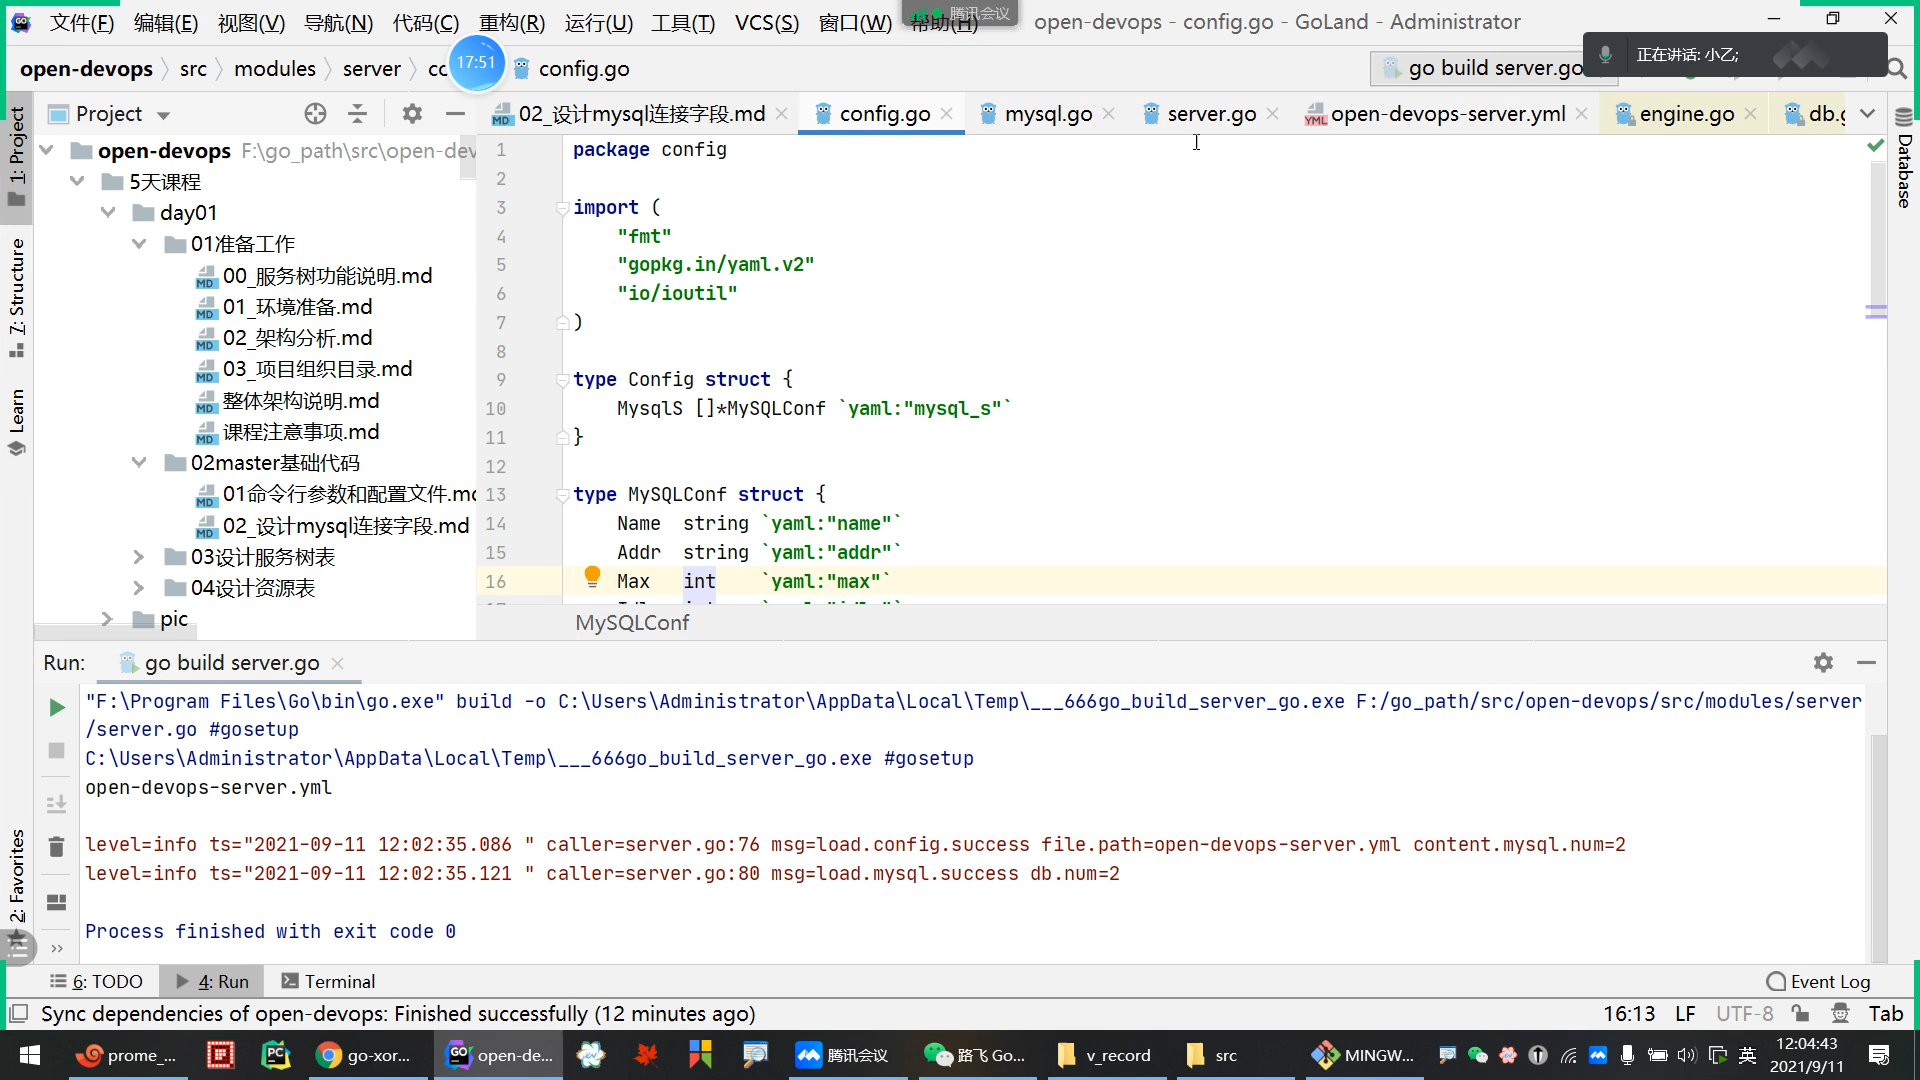 文件(F) 编辑(E) 视图(V) 导航(N) 代码(C) 重构(R) 运行(U) 工具(T) VCS(S) 窗口(W) 帮助(H) 腾讯会议 open-devops - config.go - GoLand - Administrator
open-devops src modules server 17:51 config.go go build server.go 正在讲话: 小乙;
Project 02_设计mysql连接字段.md config.go mysql.go server.go open-devops-server.yml engine.go
1: Project
7: Structure
Learn
2: Favorites
Database
open-devops F:\go_path\src\open-dev
5天课程
day01
01准备工作
00_服务树功能说明.md
01_环境准备.md
02_架构分析.md
03_项目组织目录.md
整体架构说明.md
课程注意事项.md
02master基础代码
01命令行参数和配置文件.md
02_设计mysql连接字段.md
03设计服务树表
04设计资源表
pic
1 package config
2
3 import (
4 "fmt"
5 "gopkg.in/yaml.v2"
6 "io/ioutil"
7 )
8
9 type Config struct {
10 MysqlS []*MySQLConf `yaml:"mysql_s"`
11 }
12
13 type MySQLConf struct {
14 Name string `yaml:"name"`
15 Addr string `yaml:"addr"`
16 Max int `yaml:"max"`
MySQLConf
Run: go build server.go
"F:\Program Files\Go\bin\go.exe" build -o C:\Users\Administrator\AppData\Local\Temp\___666go_build_server_go.exe F:/go_path/src/open-devops/src/modules/server
/server.go #gosetup
C:\Users\Administrator\AppData\Local\Temp\___666go_build_server_go.exe #gosetup
open-devops-server.yml
level=info ts="2021-09-11 12:02:35.086 " caller=server.go:76 msg=load.config.success file.path=open-devops-server.yml content.mysql.num=2
level=info ts="2021-09-11 12:02:35.121 " caller=server.go:80 msg=load.mysql.success db.num=2
Process finished with exit code 0
6: TODO 4: Run Terminal Event Log
Sync dependencies of open-devops: Finished successfully (12 minutes ago) 16:13 LF UTF-8 Tab
prome_... go-xor... open-de... 腾讯会议 路飞 Go... v_record src MINGW... 英 12:04:43
2021/9/11